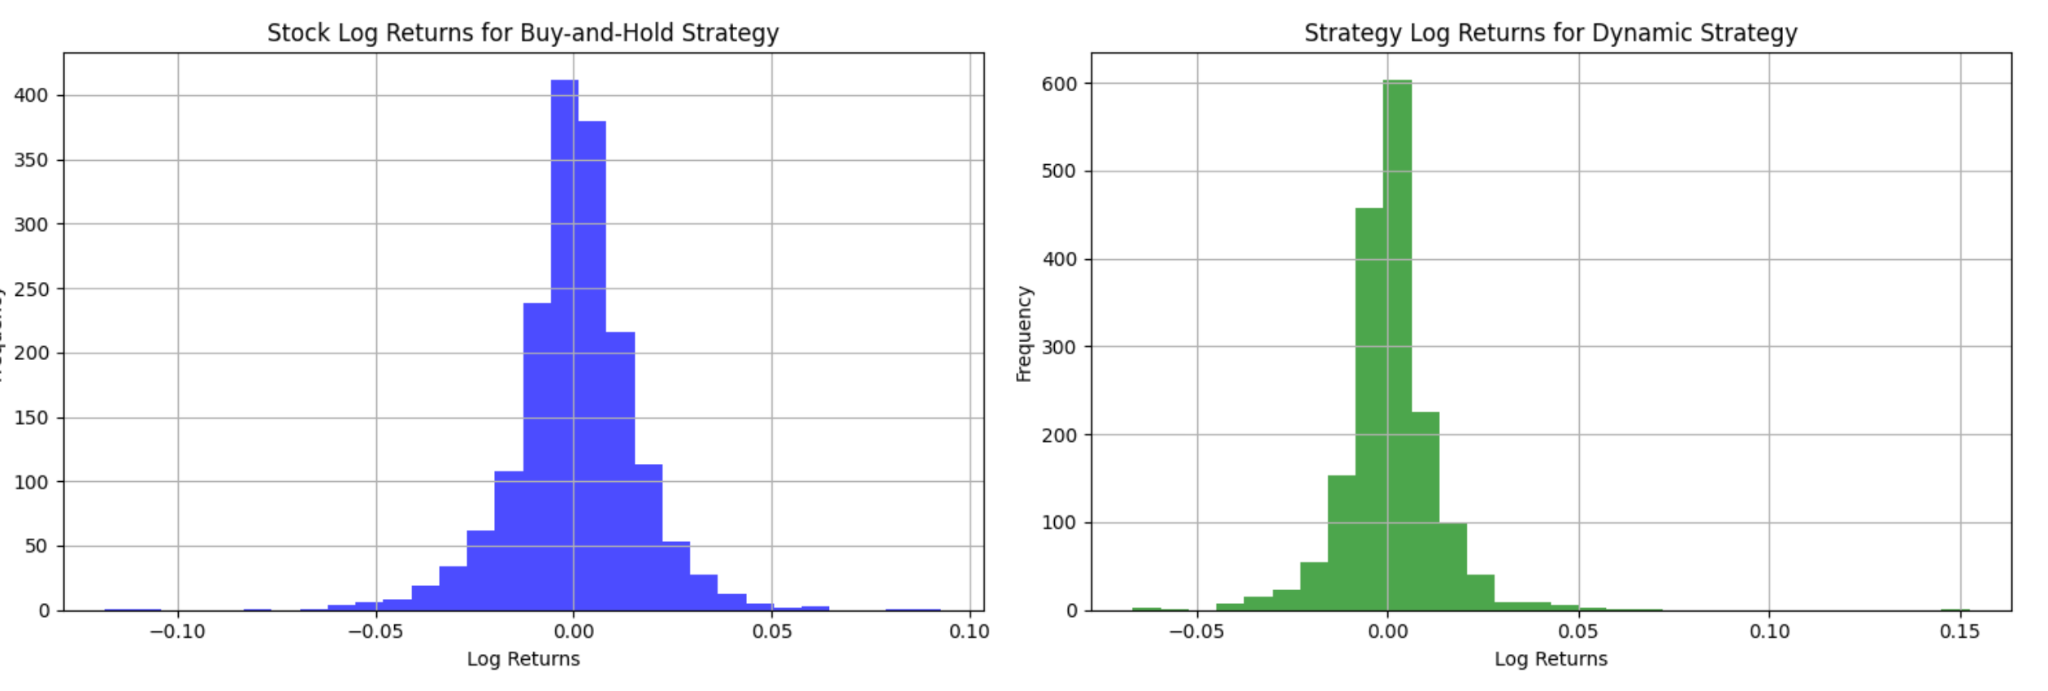 Stock Log Returns for Buy-and-Hold Strategy
400
350
300
250
200
150
100
50
0
−0.10 −0.05 0.00 0.05 0.10
Log Returns
Strategy Log Returns for Dynamic Strategy
Frequency
600
500
400
300
200
100
0
−0.05 0.00 0.05 0.10 0.15
Log Returns